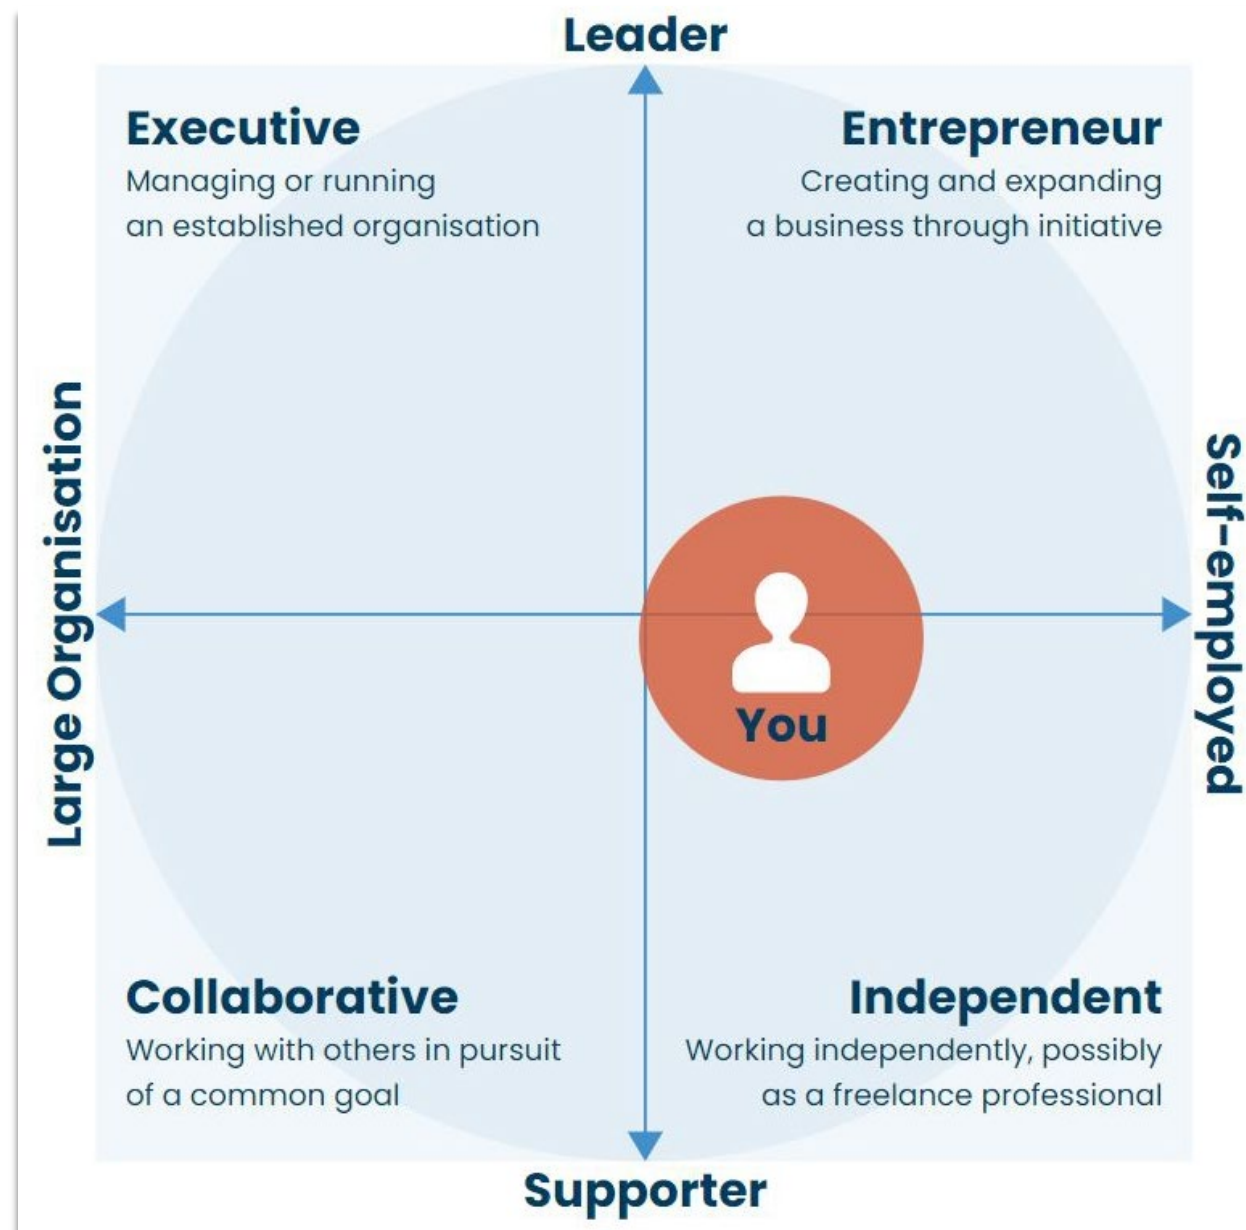 Leader
Executive
Managing or running
an established organisation
Entrepreneur
Creating and expanding
a business through initiative
Large Organisation
Self-employed
You
Collaborative
Working with others in pursuit
of a common goal
Independent
Working independently, possibly
as a freelance professional
Supporter